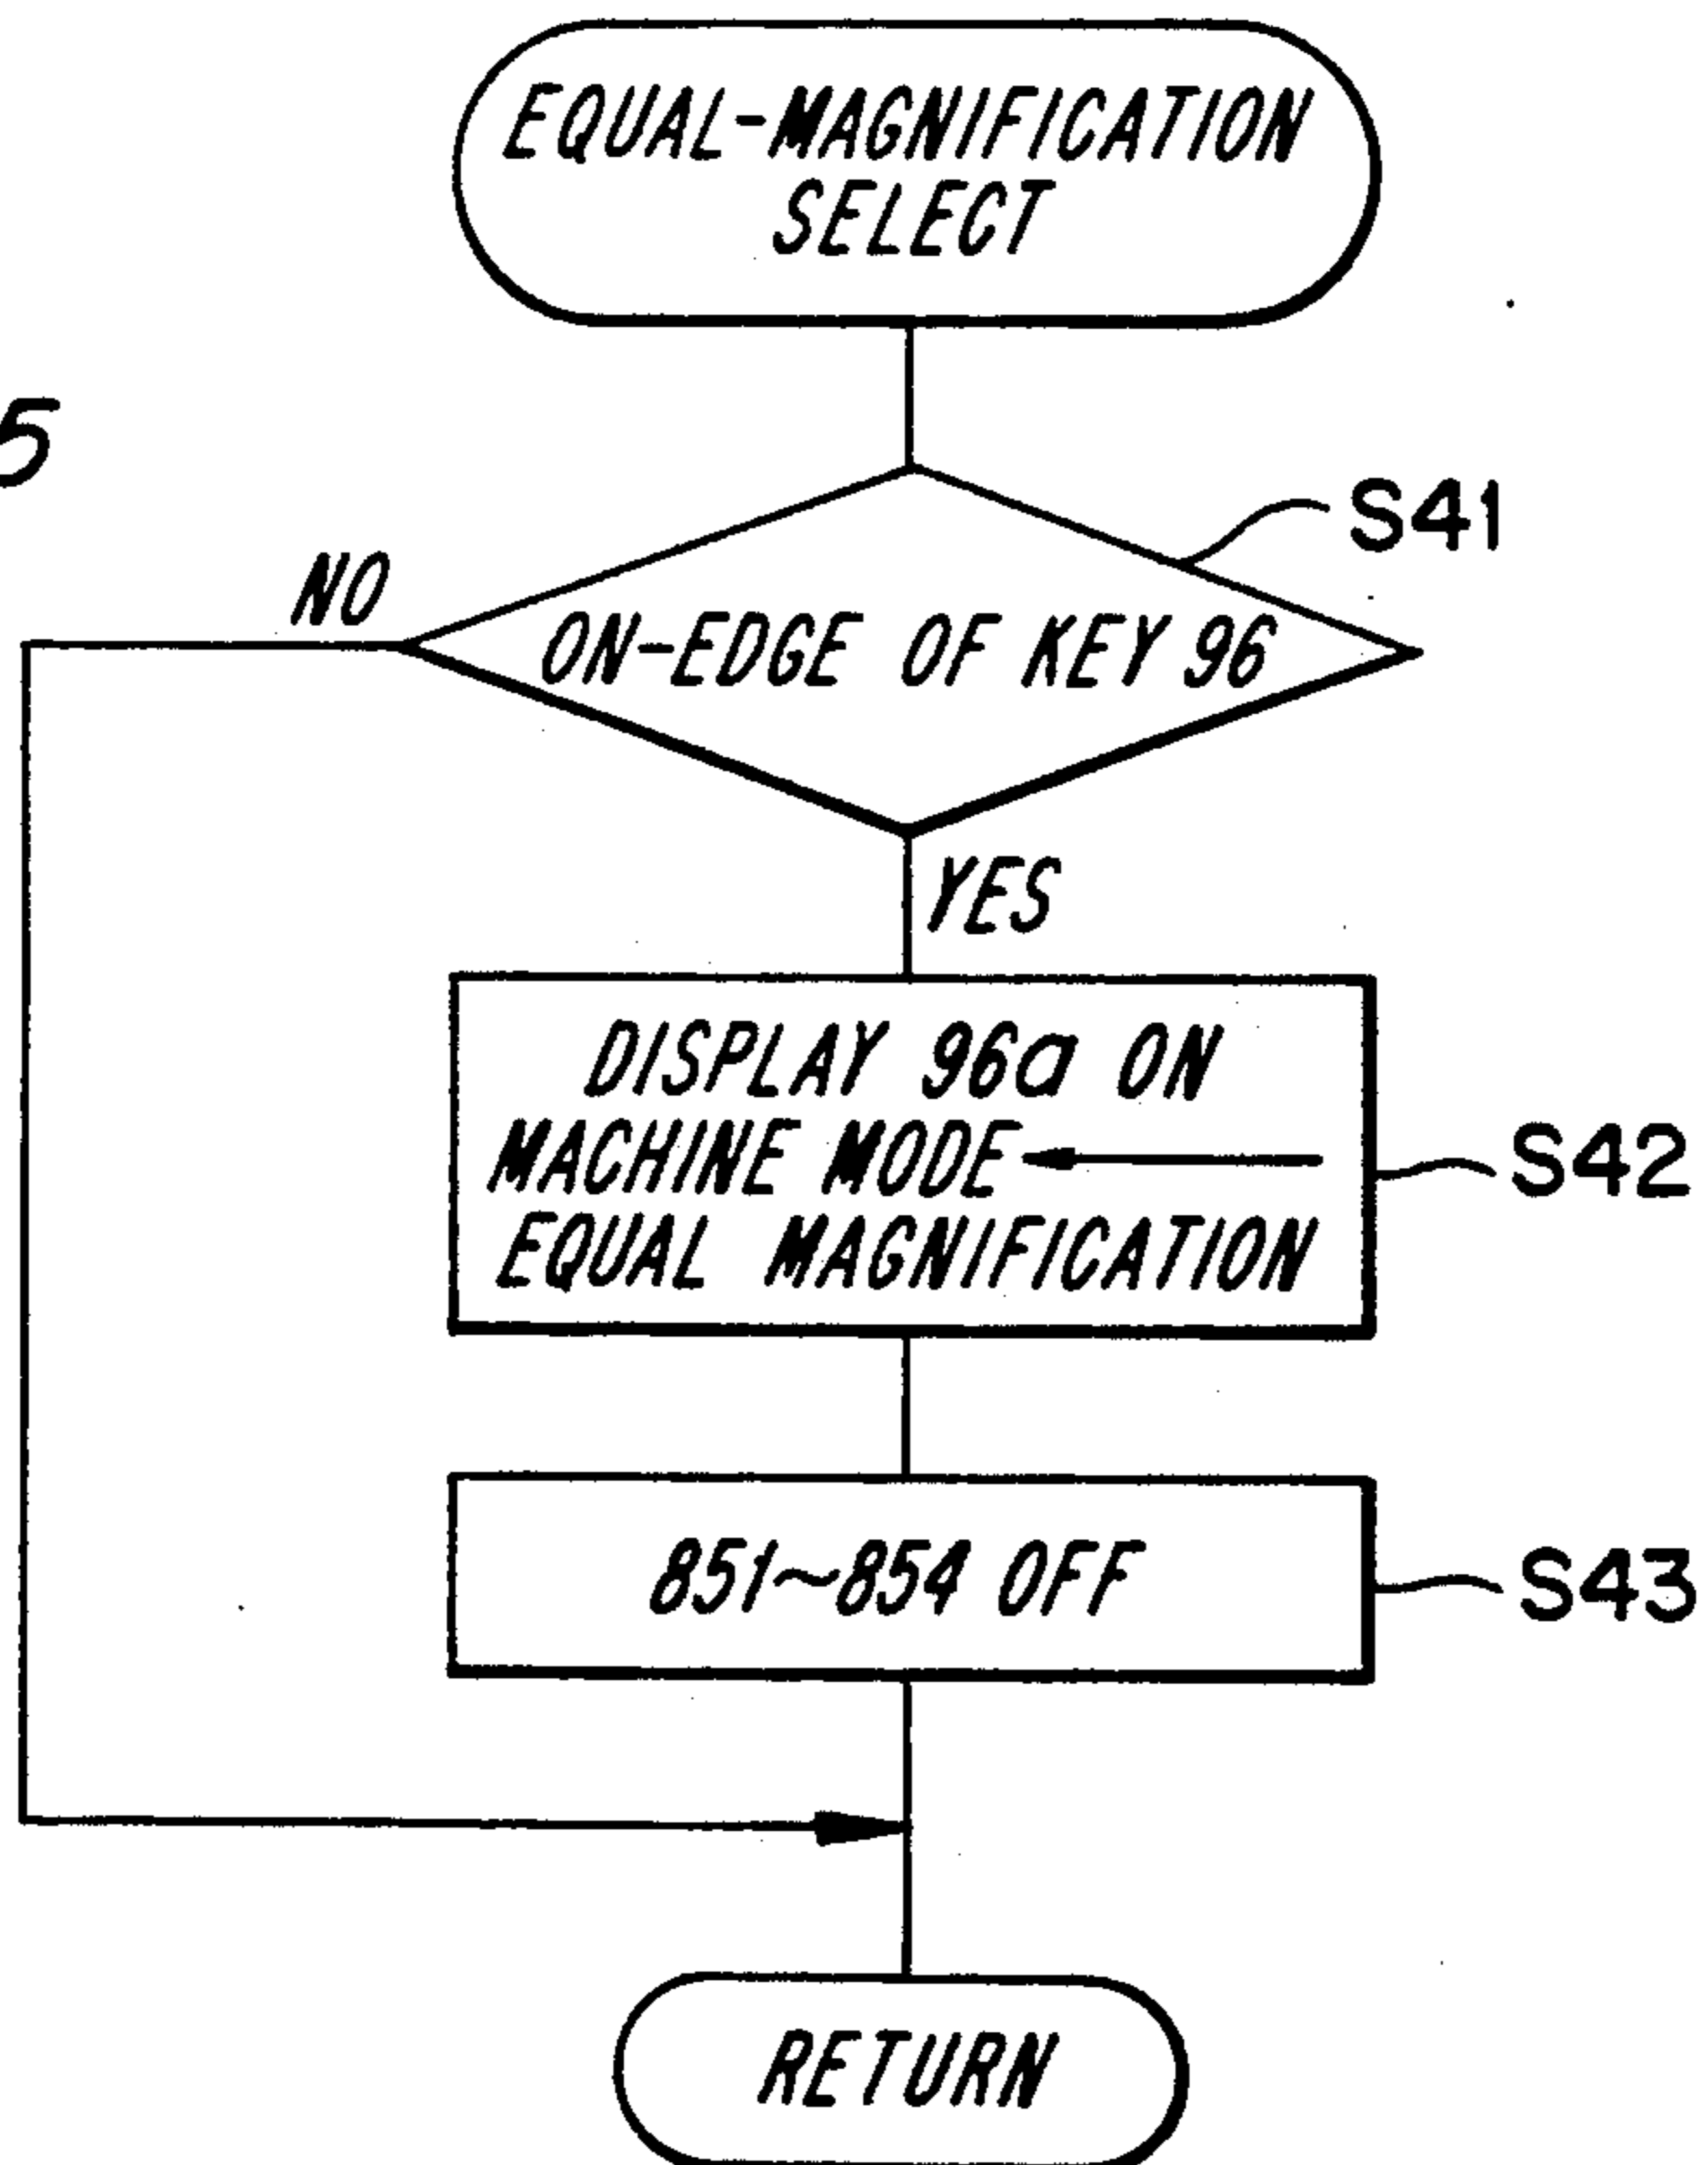 EQUAL-MAGNIFICATION
SELECT
5
S41
NO
ON-EDGE OF KEY 96
YES
DISPLAY 96a ON
MACHINE MODE ←
EQUAL MAGNIFICATION
S42
851~854 OFF
S43
RETURN